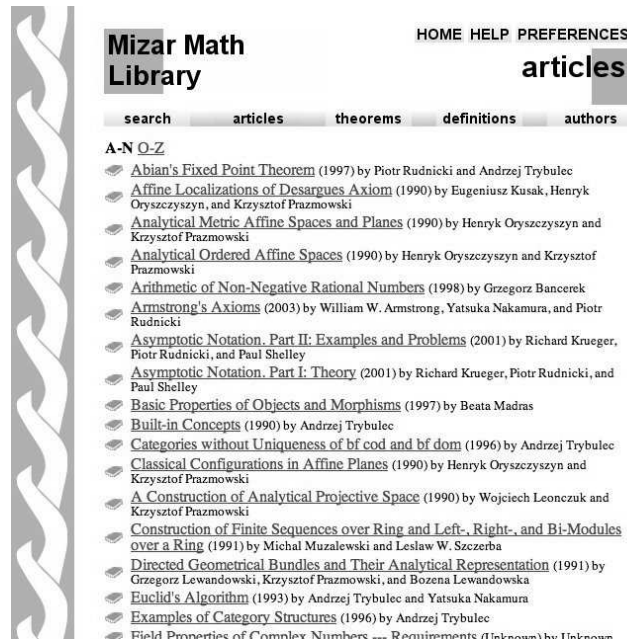 HOME HELP PREFERENCES
Mizar Math
Library
articles
search articles theorems definitions authors
A-N O-Z
Abian's Fixed Point Theorem (1997) by Piotr Rudnicki and Andrzej Trybulec
Affine Localizations of Desargues Axiom (1990) by Eugeniusz Kusak, Henryk
Oryszczyszyn, and Krzysztof Prazmowski
Analytical Metric Affine Spaces and Planes (1990) by Henryk Oryszczyszyn and
Krzysztof Prazmowski
Analytical Ordered Affine Spaces (1990) by Henryk Oryszczyszyn and Krzysztof
Prazmowski
Arithmetic of Non-Negative Rational Numbers (1998) by Grzegorz Bancerek
Armstrong's Axioms (2003) by William W. Armstrong, Yatsuka Nakamura, and Piotr
Rudnicki
Asymptotic Notation. Part II: Examples and Problems (2001) by Richard Krueger,
Piotr Rudnicki, and Paul Shelley
Asymptotic Notation. Part I: Theory (2001) by Richard Krueger, Piotr Rudnicki, and
Paul Shelley
Basic Properties of Objects and Morphisms (1997) by Beata Madras
Built-in Concepts (1990) by Andrzej Trybulec
Categories without Uniqueness of bf cod and bf dom (1996) by Andrzej Trybulec
Classical Configurations in Affine Planes (1990) by Henryk Oryszczyszyn and
Krzysztof Prazmowski
A Construction of Analytical Projective Space (1990) by Wojciech Leonczuk and
Krzysztof Prazmowski
Construction of Finite Sequences over Ring and Left-, Right-, and Bi-Modules
over a Ring (1991) by Michal Muzalewski and Leslaw W. Szczerba
Directed Geometrical Bundles and Their Analytical Representation (1991) by
Grzegorz Lewandowski, Krzysztof Prazmowski, and Bozena Lewandowska
Euclid's Algorithm (1993) by Andrzej Trybulec and Yatsuka Nakamura
Examples of Category Structures (1996) by Andrzej Trybulec
Field Properties of Complex Numbers --- Requirements (Unknown) by Unknown